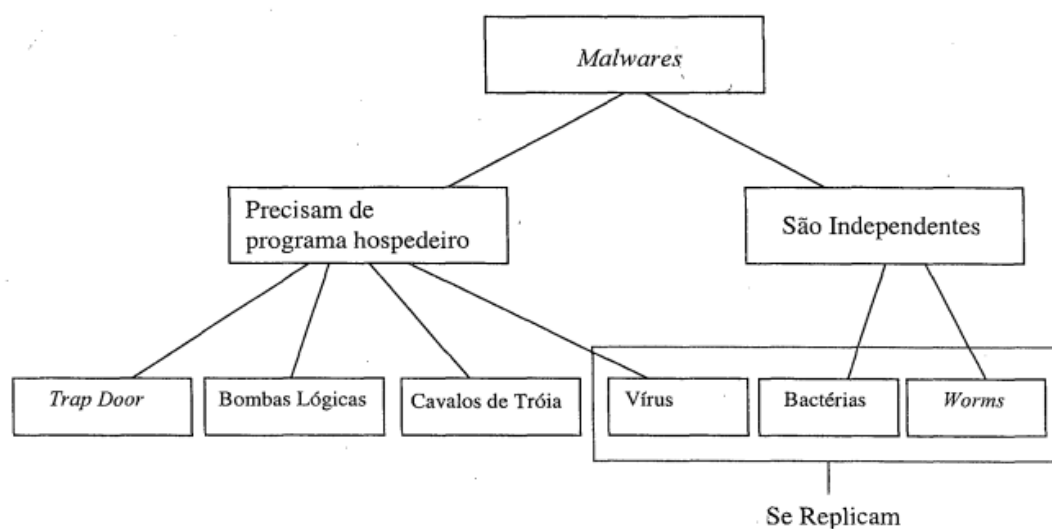 Malwares
Precisam de
programa hospedeiro
São Independentes
Trap Door
Bombas Lógicas
Cavalos de Tróia
Vírus
Bactérias
Worms
Se Replicam